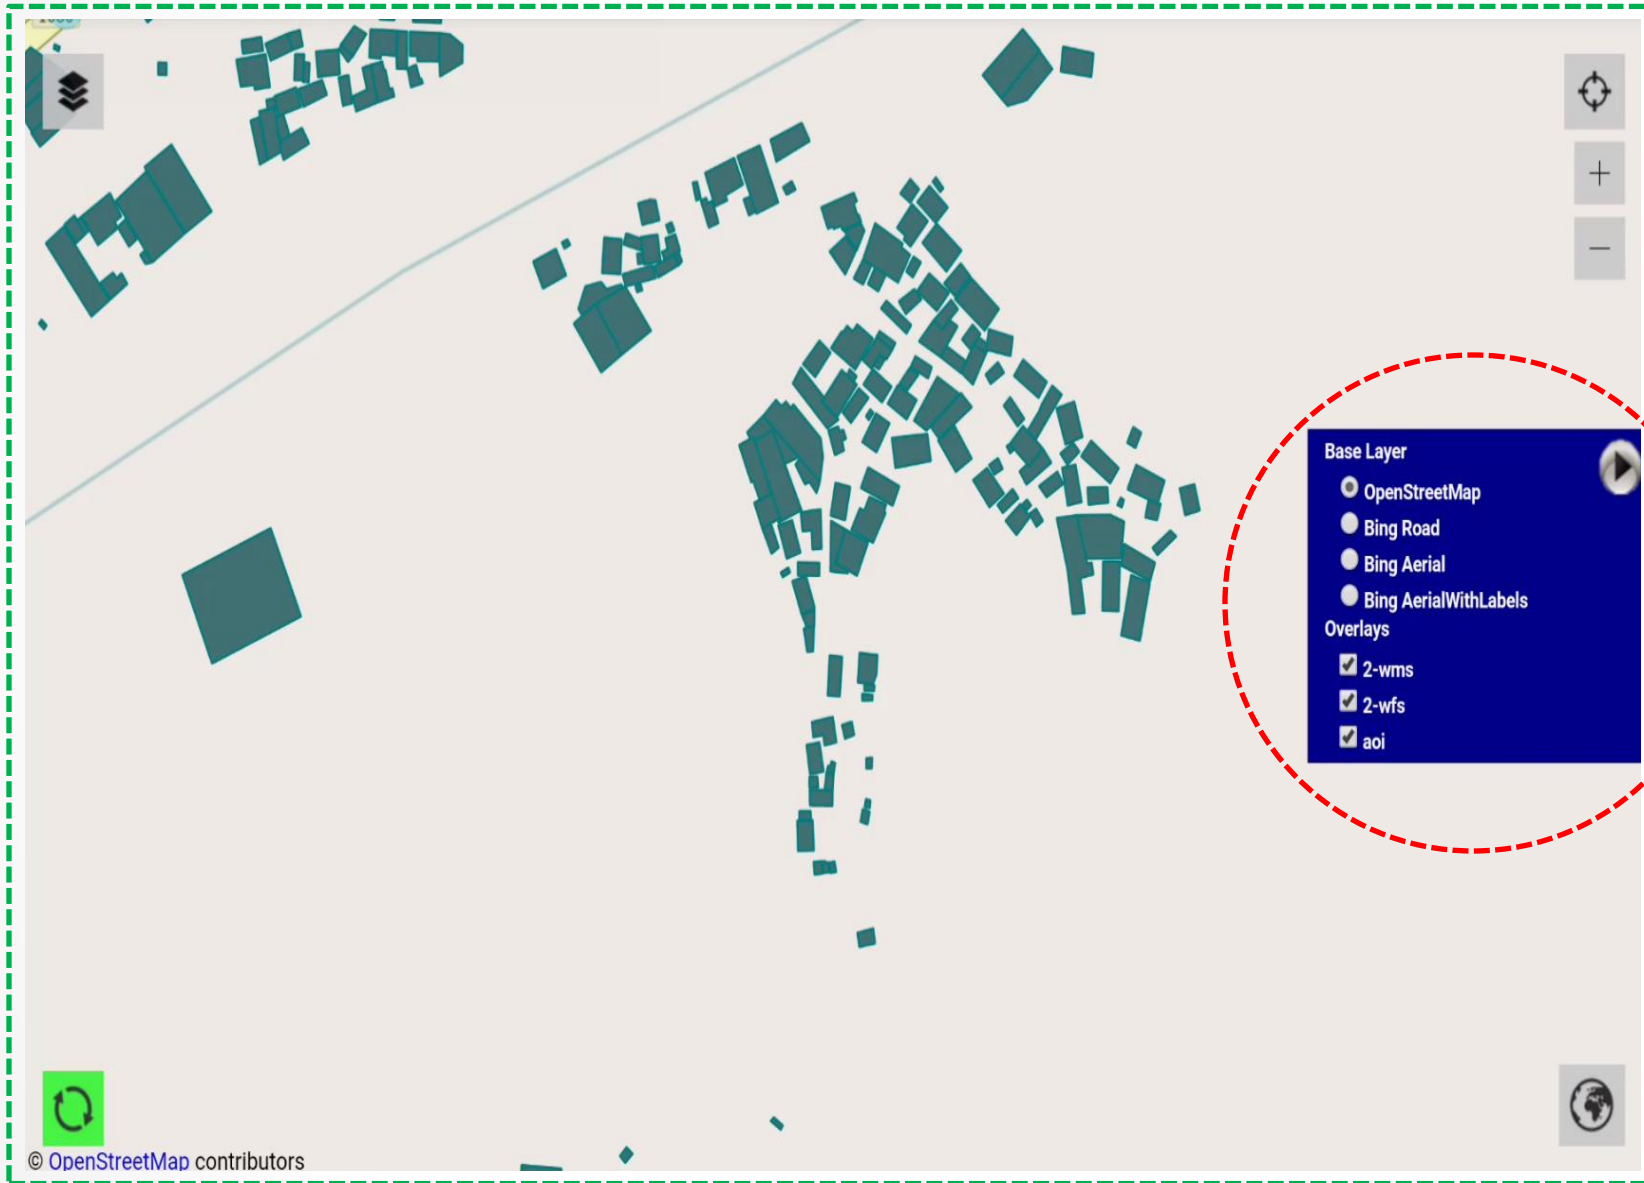 Base Layer
OpenStreetMap
Bing Road
Bing Aerial
Bing AerialWithLabels
Overlays
2-wms
2-wfs
aoi
© OpenStreetMap contributors